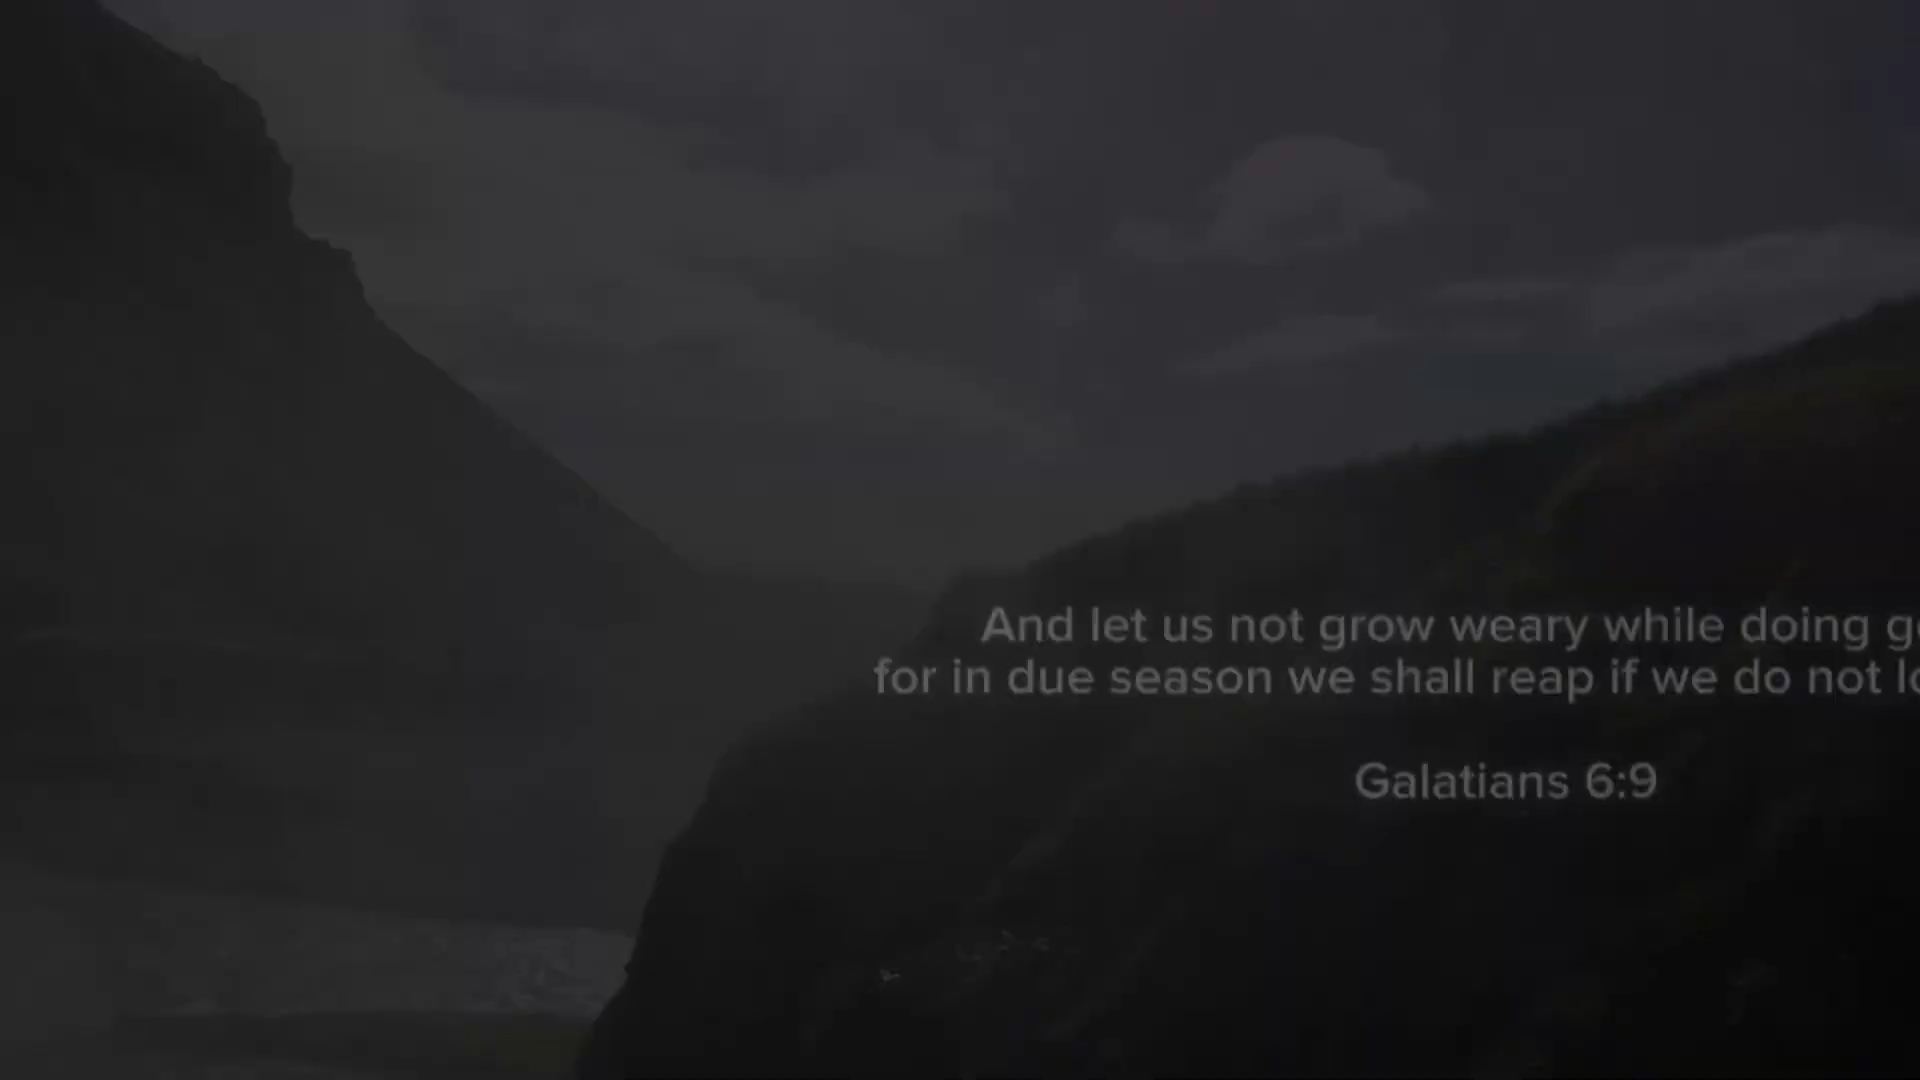 And let us not grow weary while doing
for in due season we shall reap if we do not
Galatians 6:9